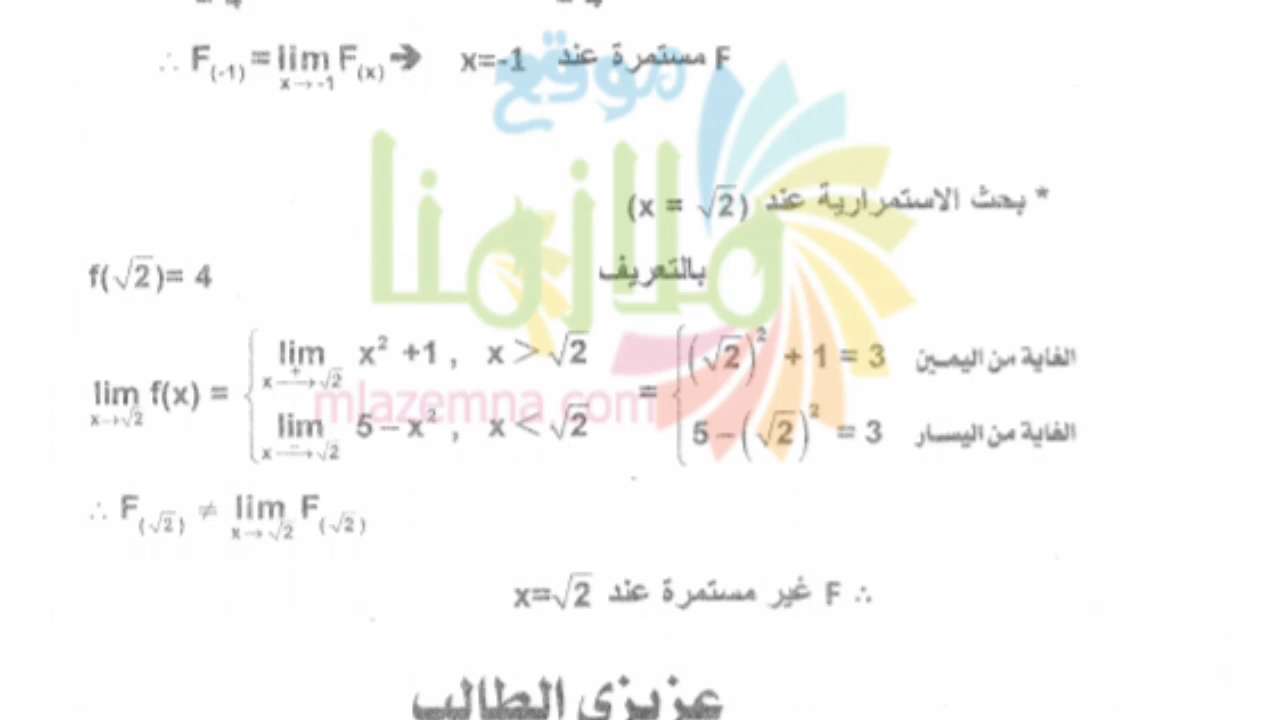 ∴ F(-1) = lim x→-1 F(x) ➔ x=-1 مستمرة عند F
موقع
ملازمنا
* بحث الاستمرارية عند (x = √2)
f(√2)= 4 بالتعريف
lim x→√2 f(x) = { lim x→⁺√2 x² +1 , x > √2 = { (√2)² + 1 = 3 الغاية من اليمين
mlazemna.com
lim x→⁻√2 5 – x² , x < √2 5 – (√2)² = 3 الغاية من اليسار
∴ F(√2) ≠ lim x→√2 F(√2)
∴ F غير مستمرة عند x=√2
عزيزي الطالب